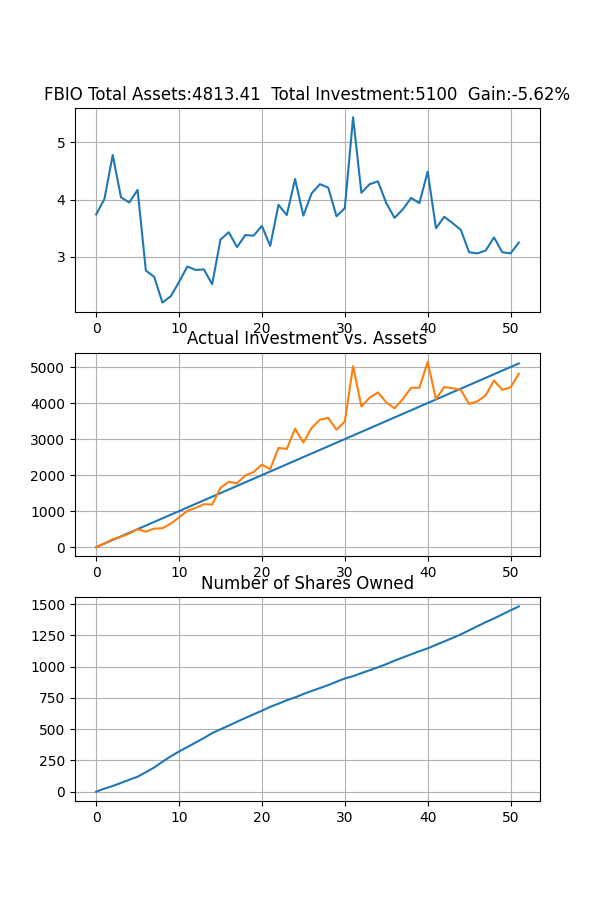 FBIO Total Assets:4813.41  Total Investment:5100  Gain:-5.62%
5
4
3
0 10 20 30 40 50
Actual Investment vs. Assets
5000
4000
3000
2000
1000
0
0 10 20 30 40 50
Number of Shares Owned
1500
1250
1000
750
500
250
0
0 10 20 30 40 50